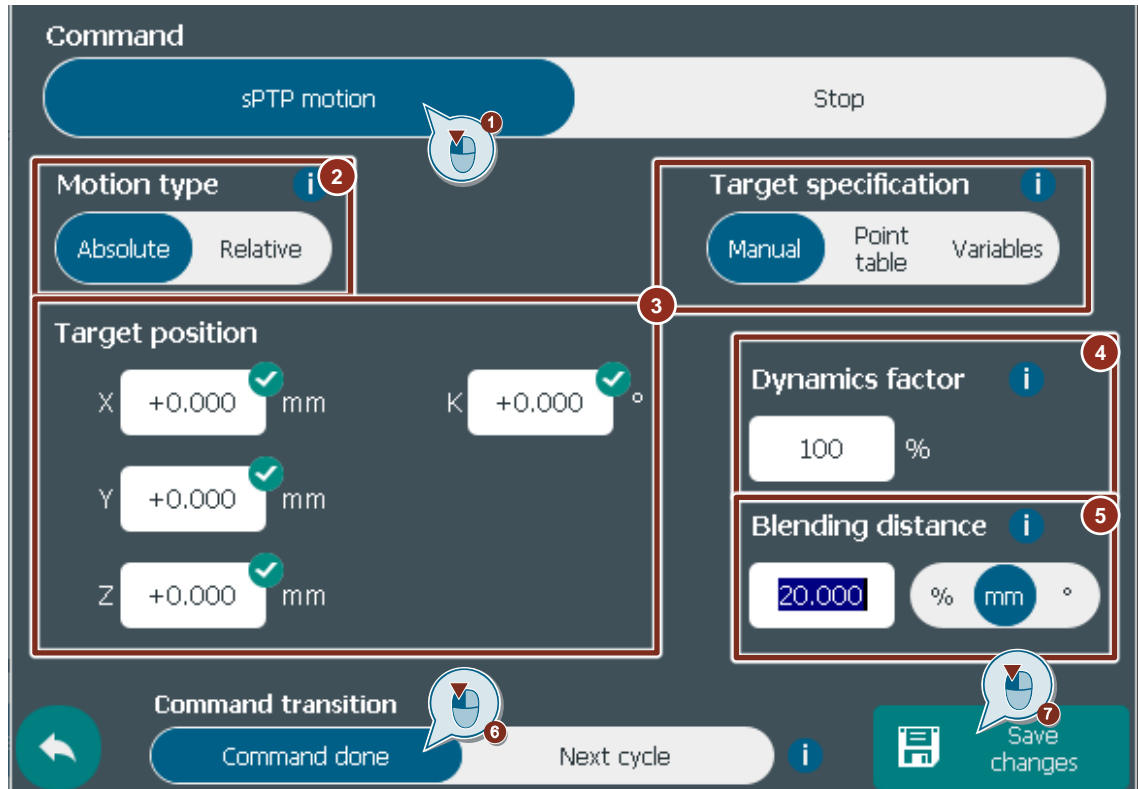 Command
sPTP motion
Stop
1
Motion type
i
2
Absolute
Relative
Target specification
i
Manual
Point
table
Variables
3
Target position
X
+0.000
mm
K
+0.000
°
Y
+0.000
mm
Z
+0.000
mm
4
Dynamics factor
i
100
%
5
Blending distance
i
20.000
%
mm
°
Command transition
6
Command done
Next cycle
i
7
Save
changes